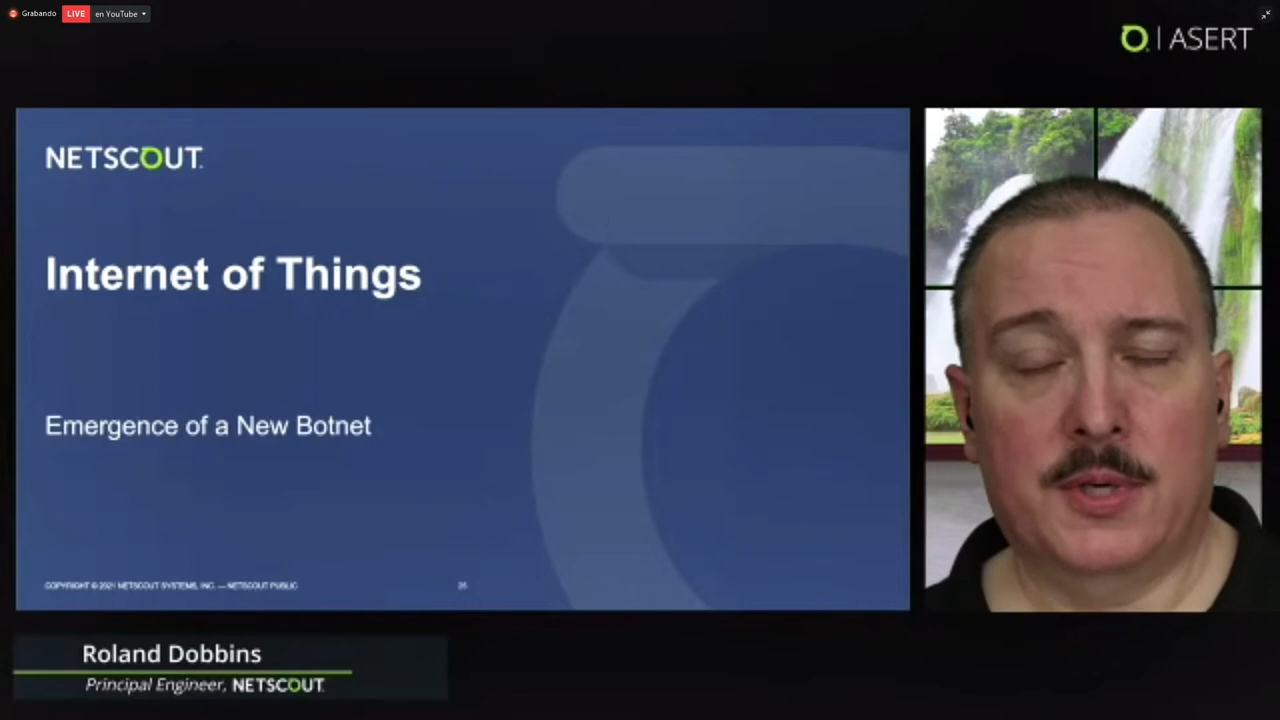 Grabando LIVE en YouTube
ASERT
NETSCOUT
Internet of Things
Emergence of a New Botnet
COPYRIGHT © 2021 NETSCOUT SYSTEMS, INC. — NETSCOUT PUBLIC
Roland Dobbins
Principal Engineer, NETSCOUT